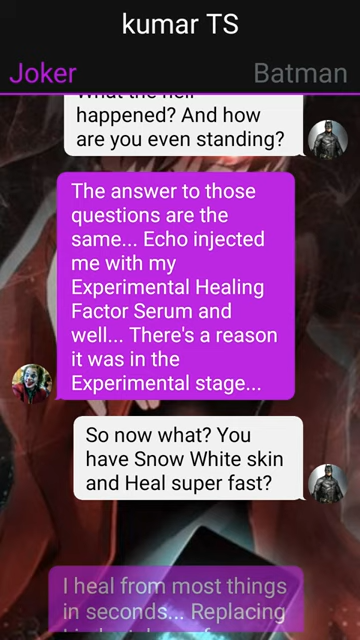 kumar TS
Joker
Batman
What the hell
happened? And how
are you even standing?
The answer to those
questions are the
same... Echo injected
me with my
Experimental Healing
Factor Serum and
well... There's a reason
it was in the
Experimental stage...
So now what? You
have Snow White skin
and Heal super fast?
I heal from most things
in seconds... Replacing